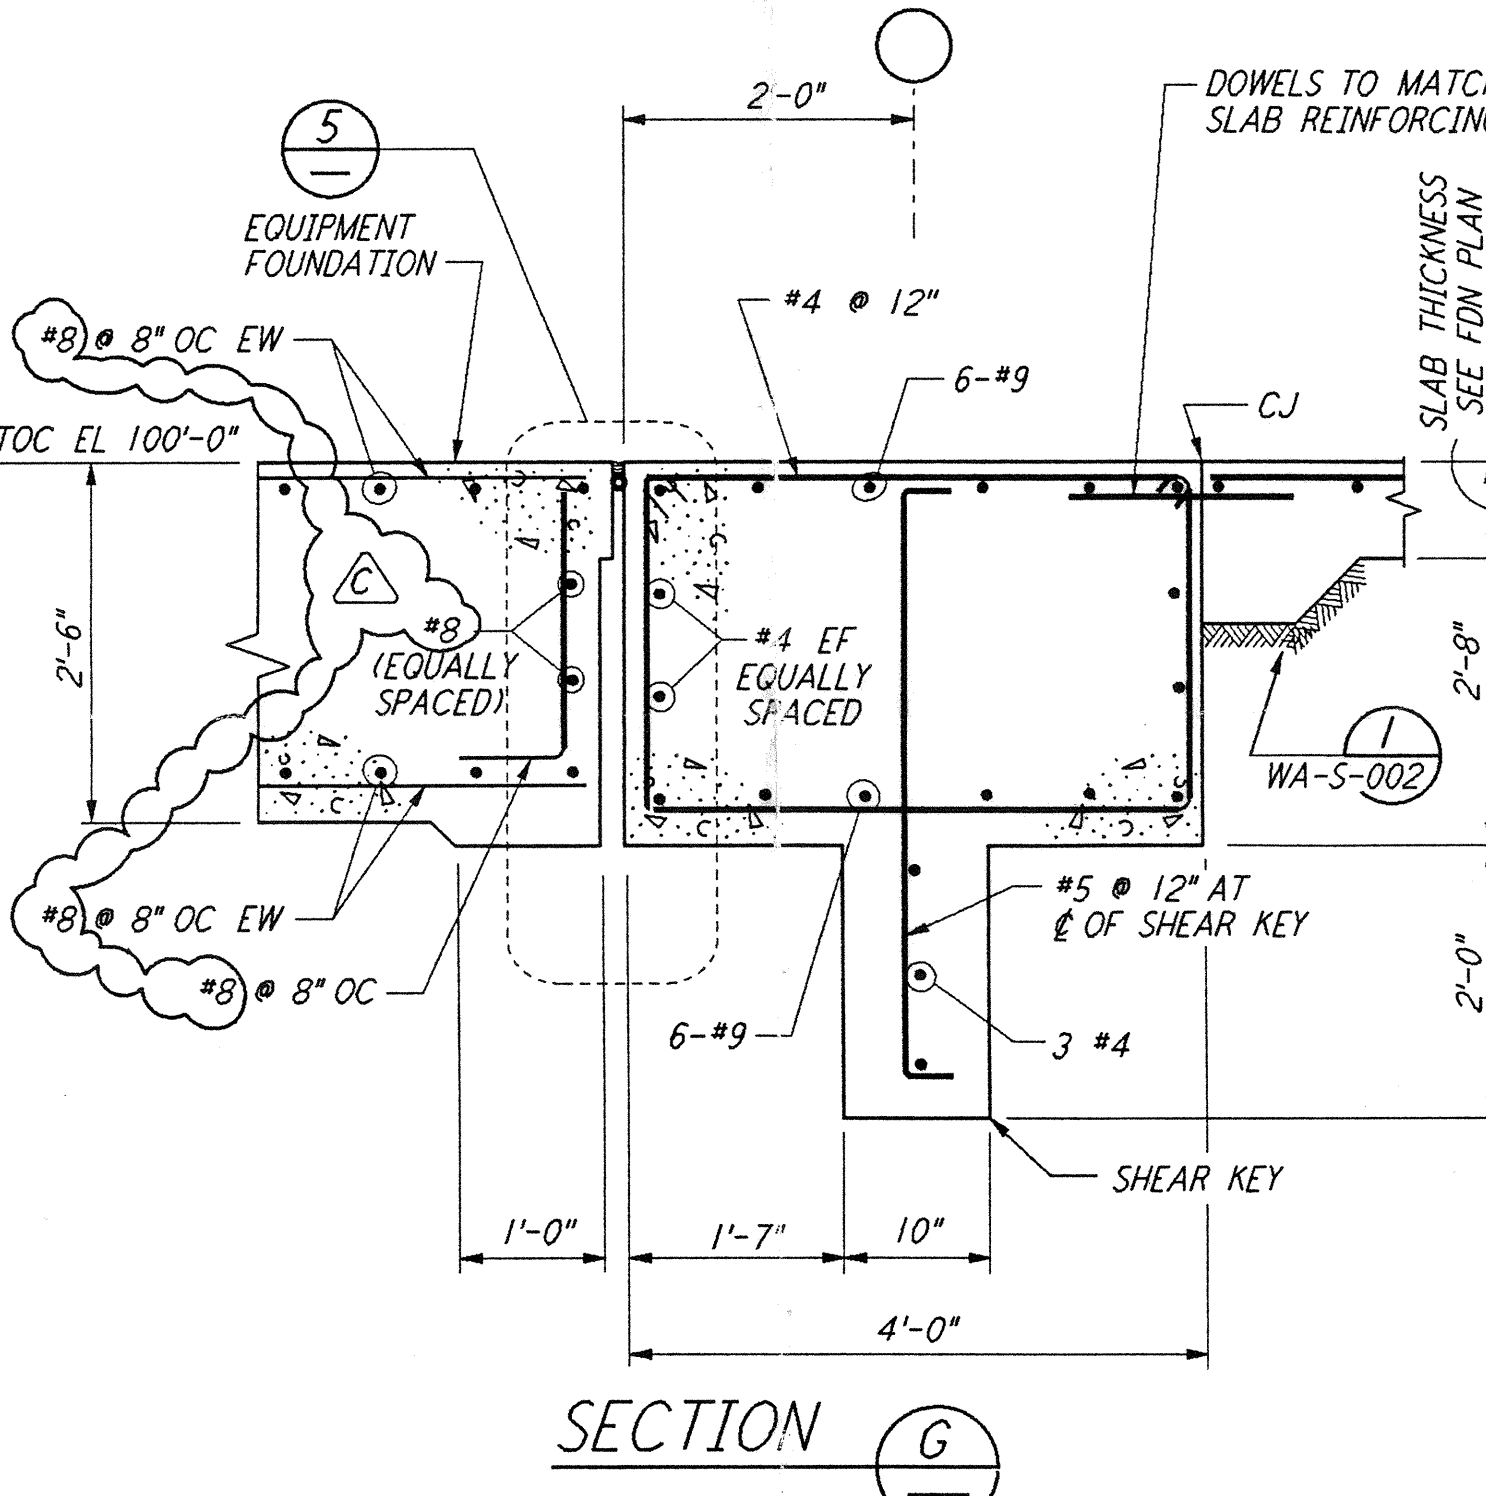 2'-0"
DOWELS TO MATCH
SLAB REINFORCING
5
EQUIPMENT
FOUNDATION
SLAB THICKNESS
SEE FDN PLAN
#4 @ 12"
#8 @ 8" OC EW
6-#9
CJ
TOC EL 100'-0"
C
2'-6"
#8
(EQUALLY
SPACED)
#4 EF
EQUALLY
SPACED
2'-8"
1
WA-S-002
#8 @ 8" OC EW
#5 @ 12" AT
℄ OF SHEAR KEY
#8 @ 8" OC
2'-0"
6-#9
3 #4
SHEAR KEY
1'-0"
1'-7"
10"
4'-0"
SECTION
G